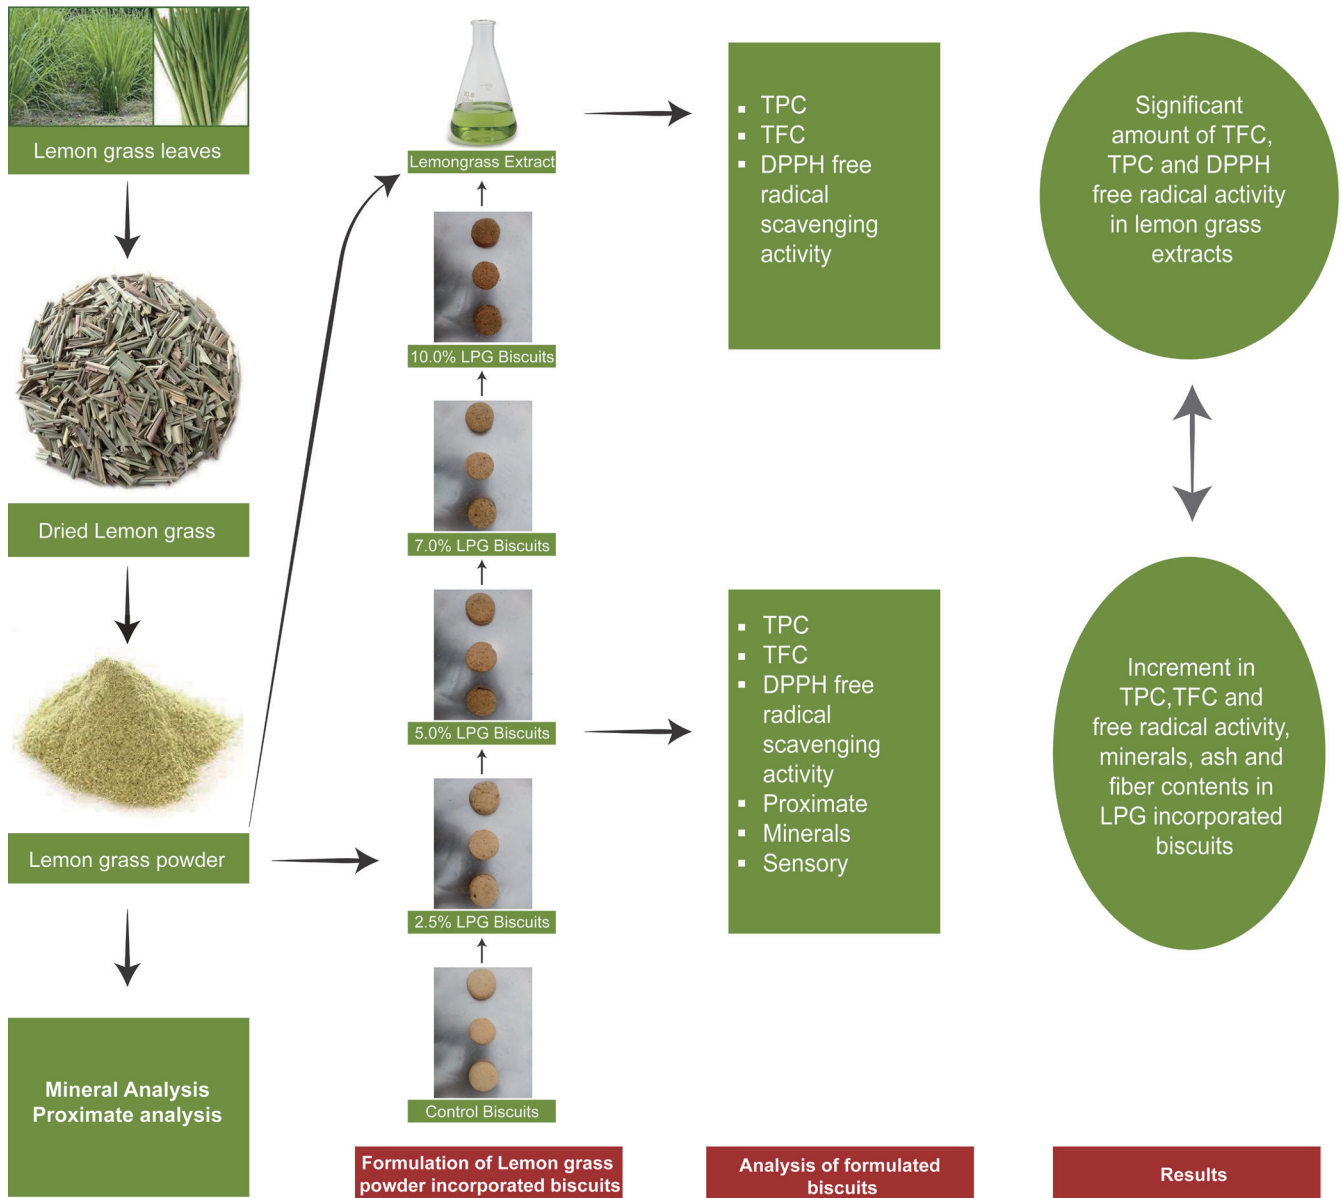 Lemon grass leaves
Dried Lemon grass
Lemon grass powder
Mineral Analysis
Proximate analysis
Lemongrass Extract
10.0% LPG Biscuits
7.0% LPG Biscuits
5.0% LPG Biscuits
2.5% LPG Biscuits
Control Biscuits
Formulation of Lemon grass
powder incorporated biscuits
▪ TPC
▪ TFC
▪ DPPH free
radical
scavenging
activity
▪ TPC
▪ TFC
▪ DPPH free
radical
scavenging
activity
▪ Proximate
▪ Minerals
▪ Sensory
Analysis of formulated
biscuits
Significant
amount of TFC,
TPC and DPPH
free radical activity
in lemon grass
extracts
Increment in
TPC,TFC and
free radical activity,
minerals, ash and
fiber contents in
LPG incorporated
biscuits
Results